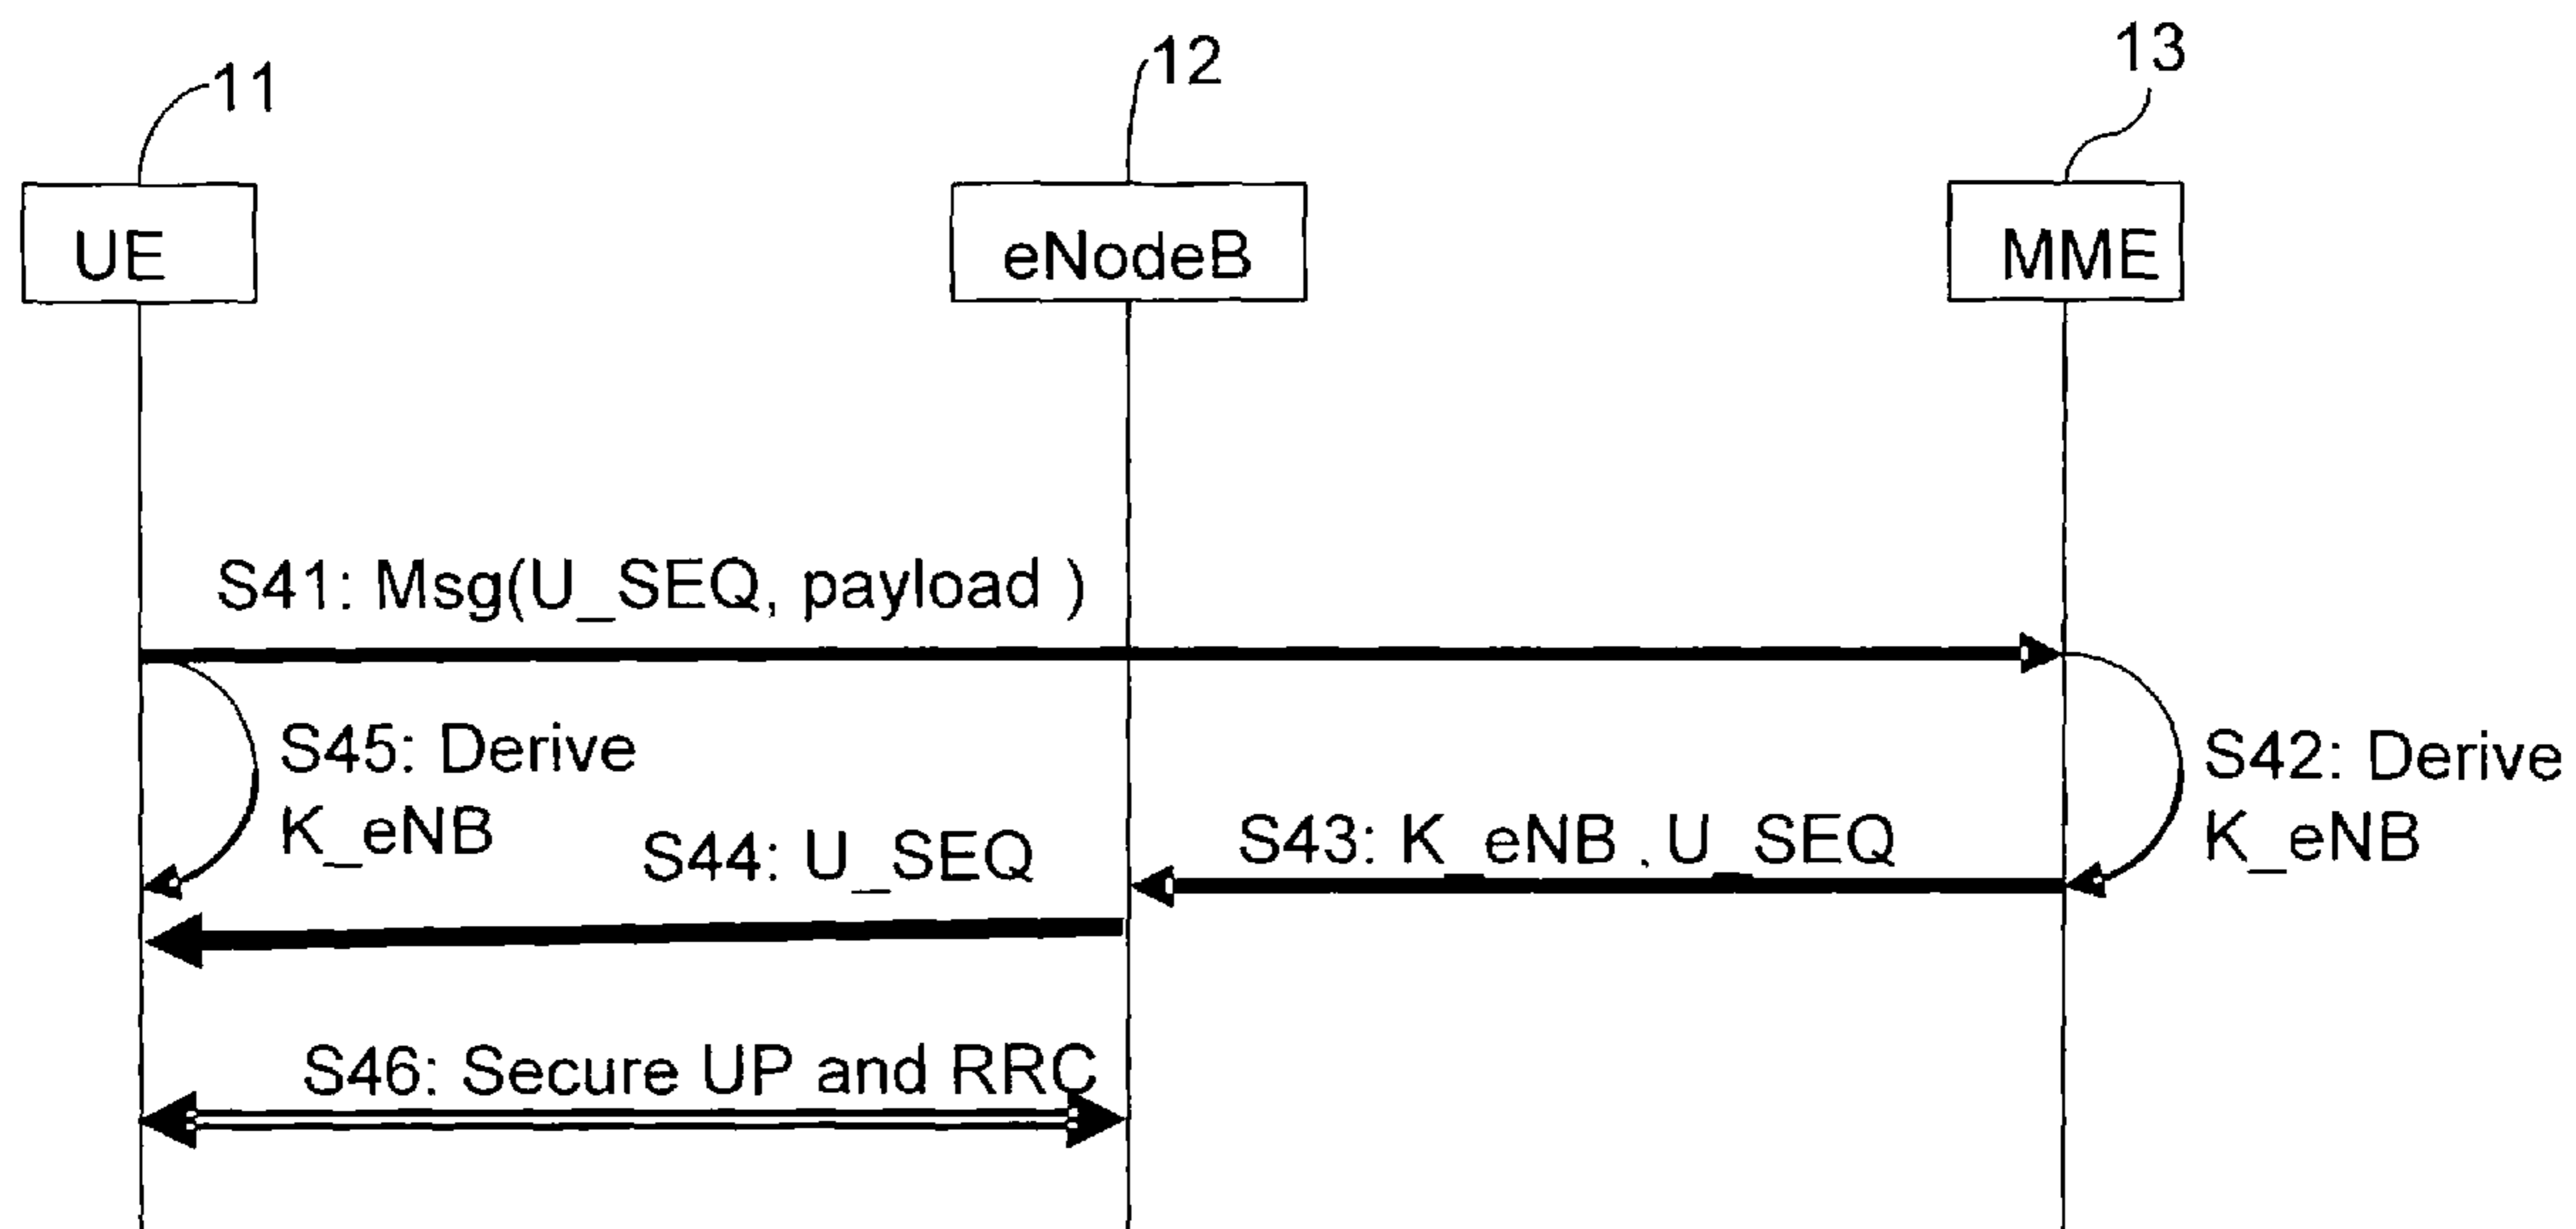 11
12
13
UE
eNodeB
MME
S41: Msg(U_SEQ, payload )
S45: Derive
K_eNB
S42: Derive
K_eNB
S44: U_SEQ
S43: K_eNB , U_SEQ
S46: Secure UP and RRC